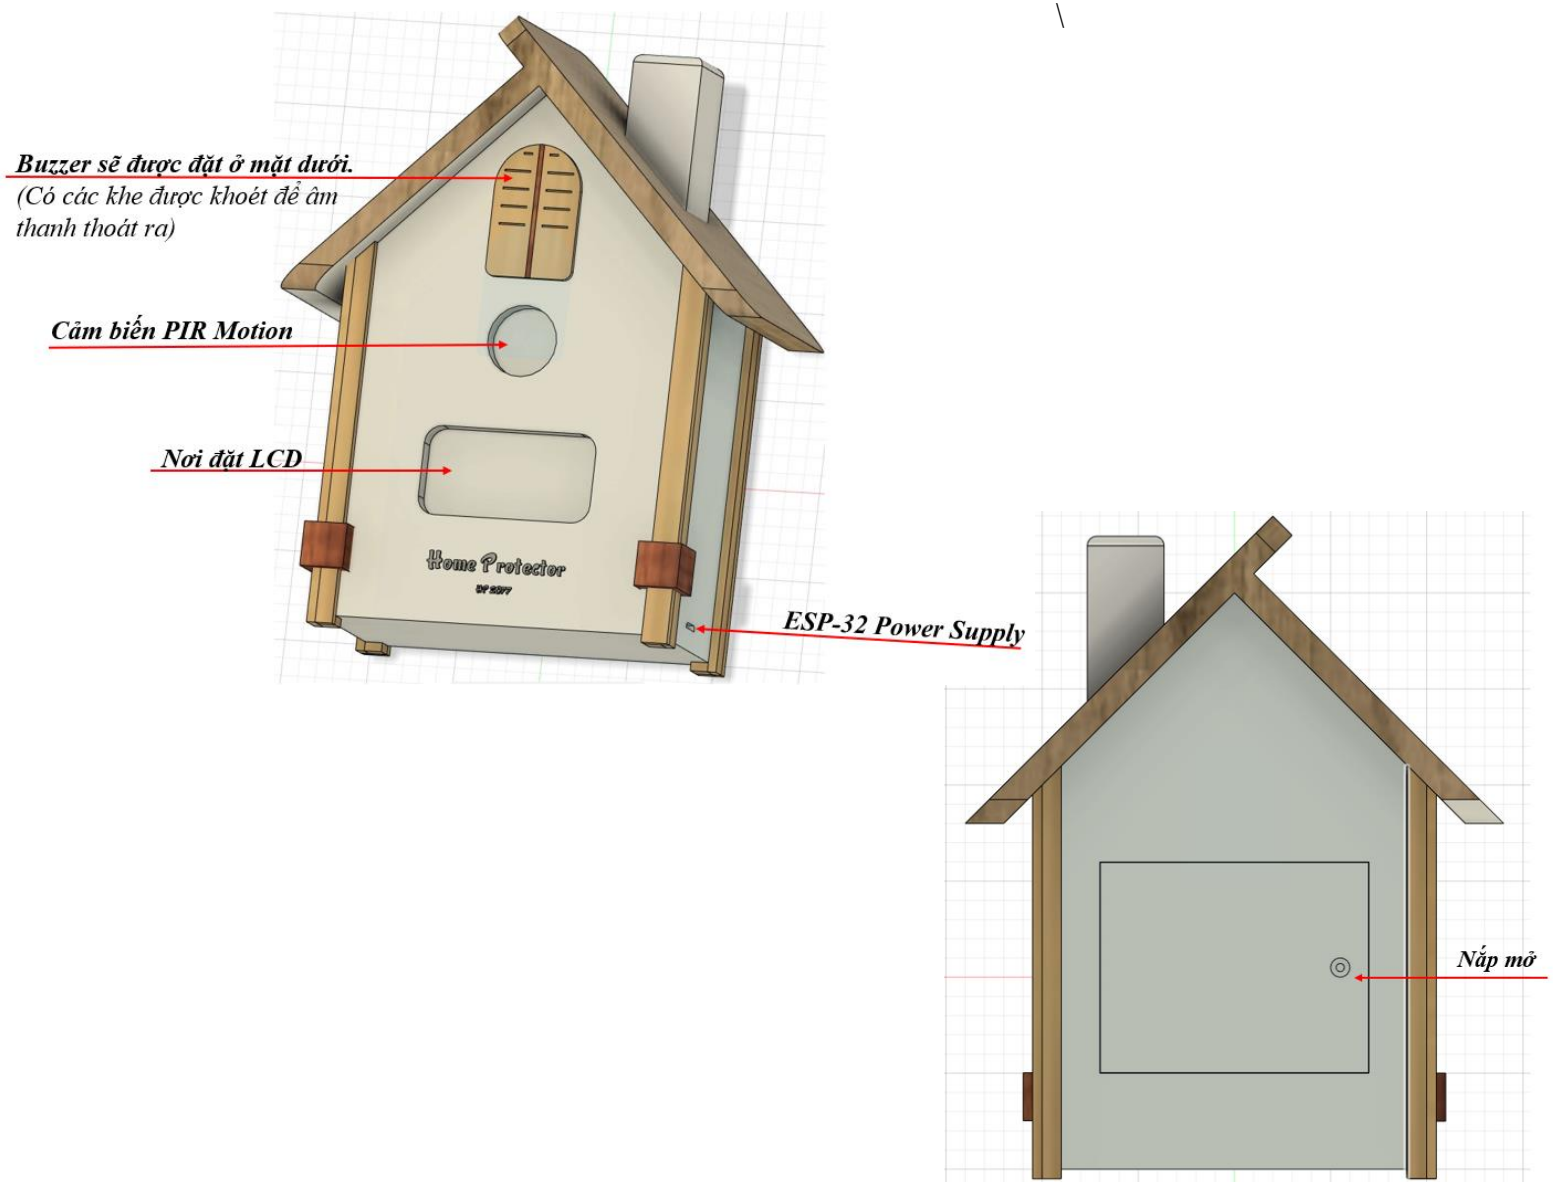 \
Buzzer sẽ được đặt ở mặt dưới.
(Có các khe được khoét để âm
thanh thoát ra)
Cảm biến PIR Motion
Nơi đặt LCD
Home Protector
ESP-32 Power Supply
Nắp mở